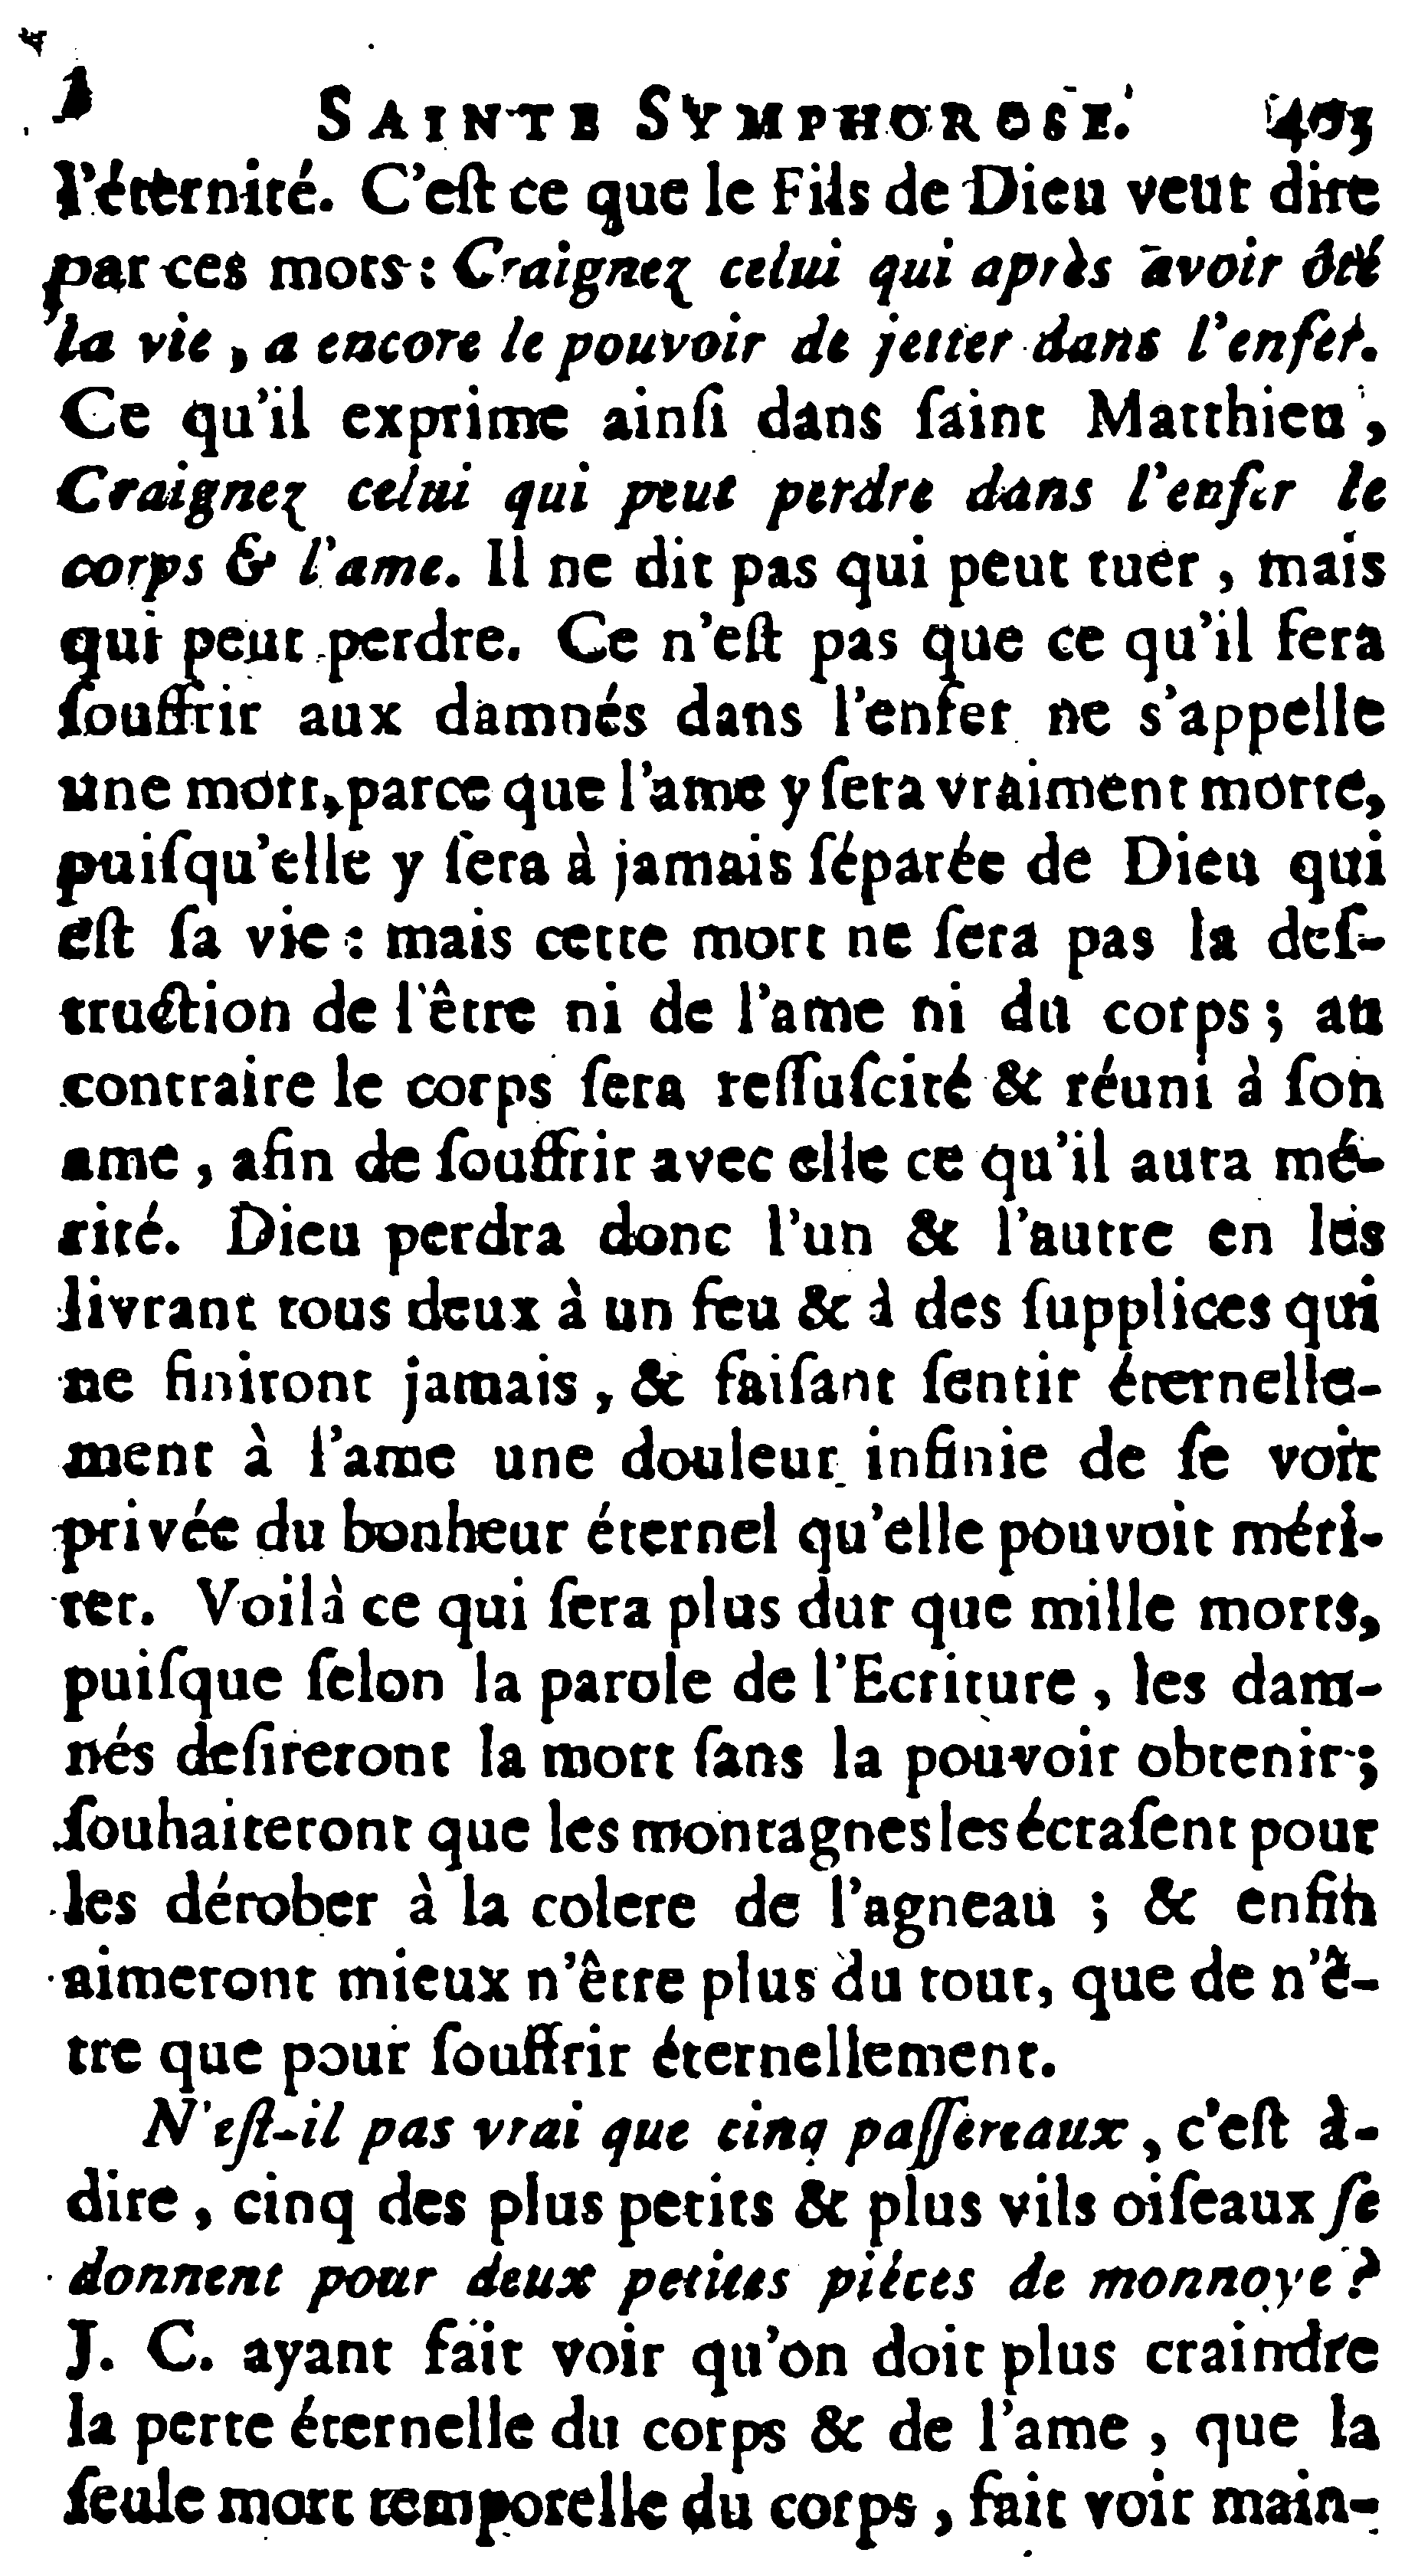 SAINTE SYMPHOROSE. 403
l'éternité. C'eſt ce que le Fils de Dieu veut dire
par ces mots : Craignez celui qui après avoir ôté
la vie, a encore le pouvoir de jetter dans l'enfer.
Ce qu'il exprime ainſi dans ſaint Matthieu,
Craignez celui qui peut perdre dans l'enfer le
corps & l'ame. Il ne dit pas qui peut tuer, mais
qui peut perdre. Ce n'eſt pas que ce qu'il fera
ſouffrir aux damnés dans l'enfer ne s'appelle
une mort, parce que l'ame y ſera vraiment morte,
puiſqu'elle y ſera à jamais ſéparée de Dieu qui
eſt ſa vie : mais cette mort ne ſera pas la deſ-
truction de l'être ni de l'ame ni du corps ; au
contraire le corps ſera reſſuſcité & réuni à ſon
ame, afin de ſouffrir avec elle ce qu'il aura mé-
rité. Dieu perdra donc l'un & l'autre en les
livrant tous deux à un feu & à des ſupplices qui
ne finiront jamais, & faiſant ſentir éternelle-
ment à l'ame une douleur infinie de ſe voir
privée du bonheur éternel qu'elle pouvoit méri-
ter. Voilà ce qui ſera plus dur que mille morts,
puiſque ſelon la parole de l'Ecriture, les dam-
nés deſireront la mort ſans la pouvoir obtenir ;
ſouhaiteront que les montagnes les écraſent pour
les dérober à la colere de l'agneau ; & enfin
aimeront mieux n'être plus du tout, que de n'ê-
tre que pour ſouffrir éternellement.
N'eſt-il pas vrai que cinq paſſereaux, c'eſt à-
dire, cinq des plus petits & plus vils oiſeaux ſe
donnent pour deux petites piéces de monnoye ?
J. C. ayant fait voir qu'on doit plus craindre
la perte éternelle du corps & de l'ame, que la
ſeule mort temporelle du corps, fait voir main-